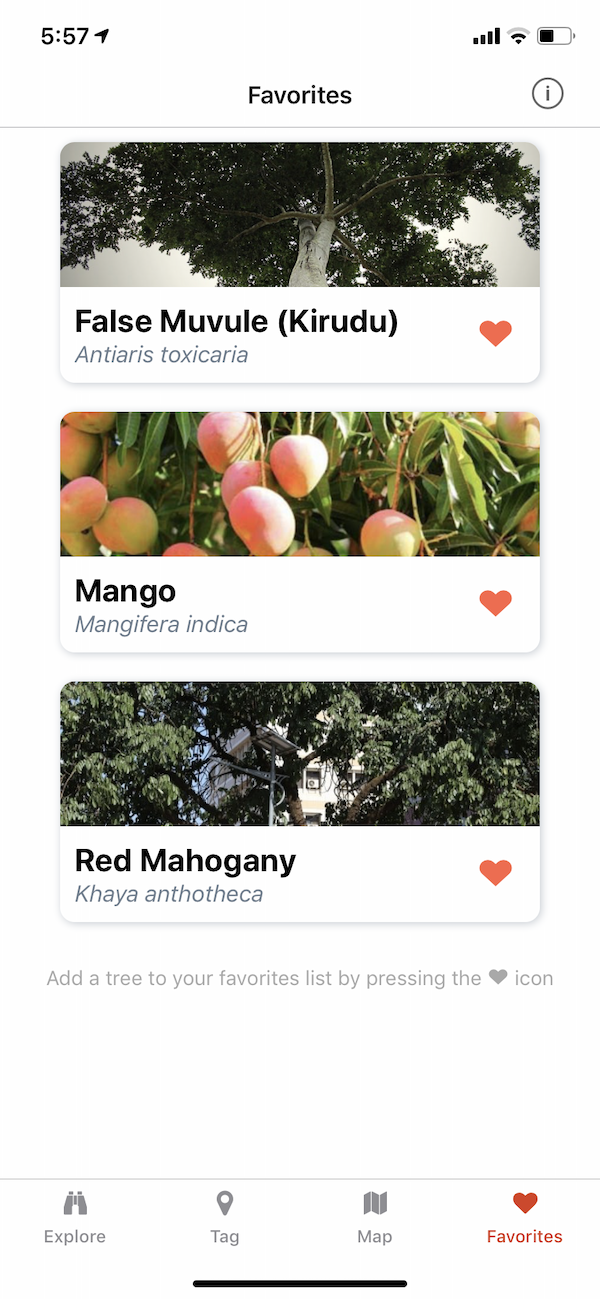 5:57
Favorites
False Muvule (Kirudu)
Antiaris toxicaria
Mango
Mangifera indica
Red Mahogany
Khaya anthotheca
Add a tree to your favorites list by pressing the ♥ icon
Explore Tag Map Favorites